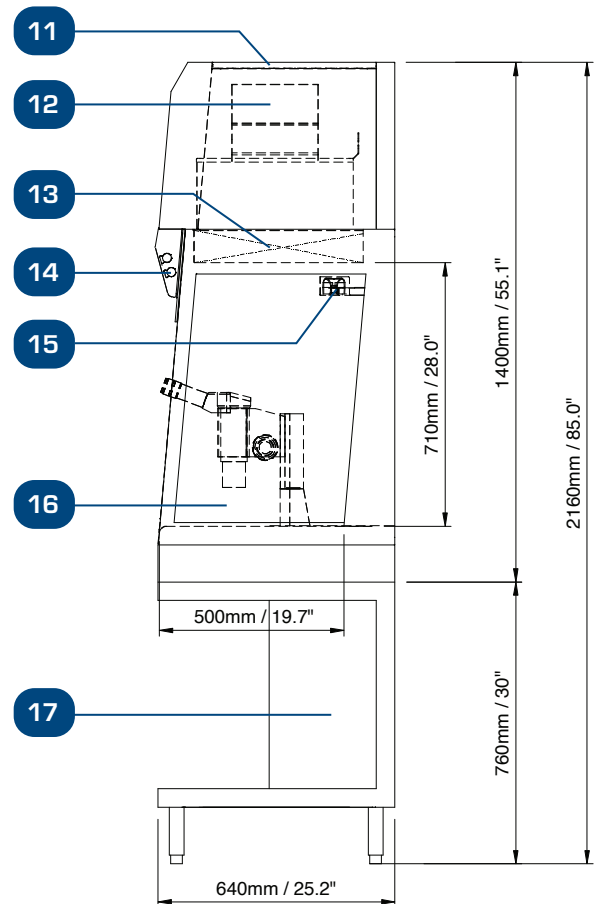 11
12
13
14
15
16
17
1400mm / 55.1"
710mm / 28.0"
2160mm / 85.0"
500mm / 19.7"
760mm / 30"
640mm / 25.2"